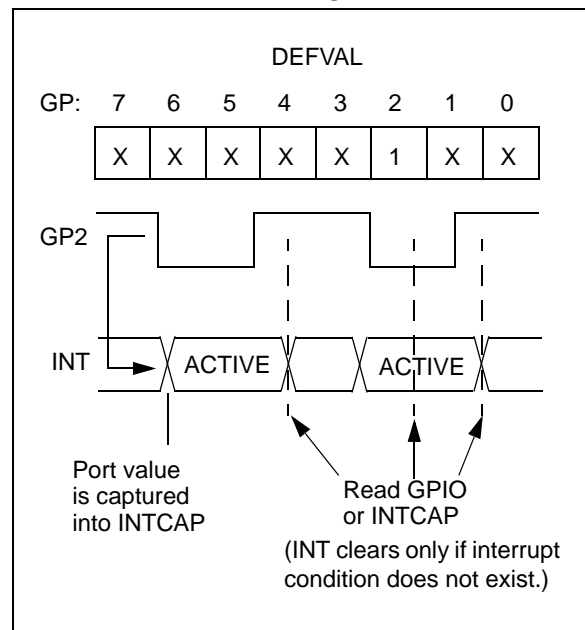 DEFVAL
GP: 7 6 5 4 3 2 1 0
X X X X X 1 X X
GP2
INT ACTIVE ACTIVE
Port value
is captured
into INTCAP
Read GPIO
or INTCAP
(INT clears only if interrupt
condition does not exist.)